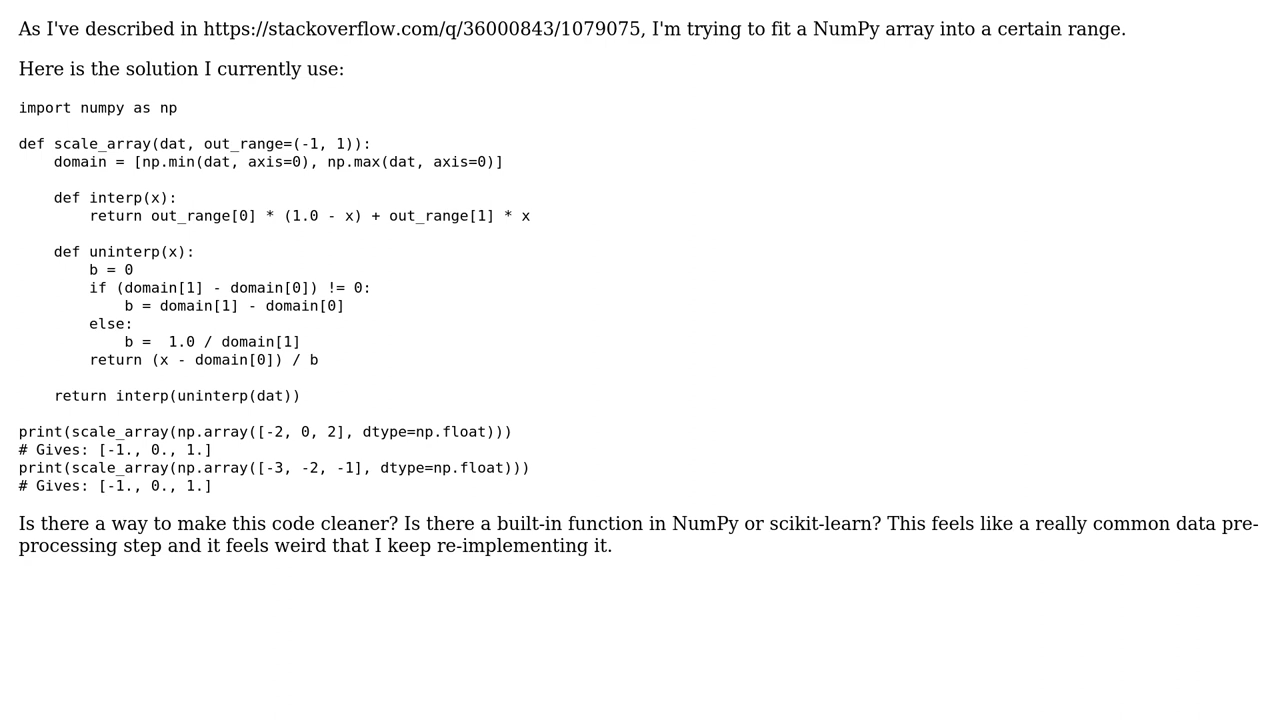 As I've described in https://stackoverflow.com/q/36000843/1079075, I'm trying to fit a NumPy array into a certain range.
Here is the solution I currently use:
import numpy as np
def scale_array(dat, out_range=(-1, 1)):
    domain = [np.min(dat, axis=0), np.max(dat, axis=0)]
    def interp(x):
        return out_range[0] * (1.0 - x) + out_range[1] * x
    def uninterp(x):
        b = 0
        if (domain[1] - domain[0]) != 0:
            b = domain[1] - domain[0]
        else:
            b =  1.0 / domain[1]
        return (x - domain[0]) / b
    return interp(uninterp(dat))
print(scale_array(np.array([-2, 0, 2], dtype=np.float)))
# Gives: [-1., 0., 1.]
print(scale_array(np.array([-3, -2, -1], dtype=np.float)))
# Gives: [-1., 0., 1.]
Is there a way to make this code cleaner? Is there a built-in function in NumPy or scikit-learn? This feels like a really common data pre-
processing step and it feels weird that I keep re-implementing it.